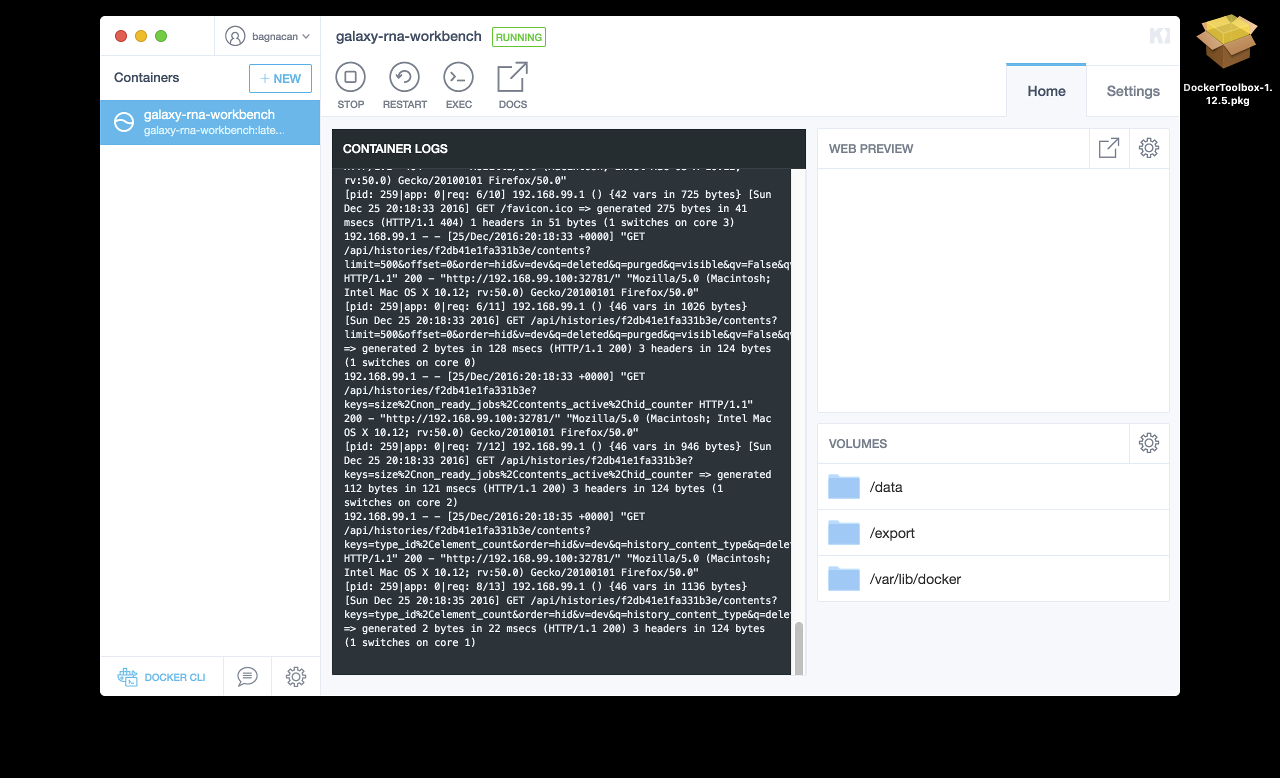 bagnacan
galaxy-rna-workbench RUNNING
Containers
+ NEW
STOP RESTART EXEC DOCS
Home Settings
galaxy-rna-workbench
galaxy-rna-workbench:late...
CONTAINER LOGS
rv:50.0) Gecko/20100101 Firefox/50.0"
[pid: 259|app: 0|req: 6/10] 192.168.99.1 () {42 vars in 725 bytes} [Sun
Dec 25 20:18:33 2016] GET /favicon.ico => generated 275 bytes in 41
msecs (HTTP/1.1 404) 1 headers in 51 bytes (1 switches on core 3)
192.168.99.1 - - [25/Dec/2016:20:18:33 +0000] "GET
/api/histories/f2db41e1fa331b3e/contents?
limit=500&offset=0&order=hid&v=dev&q=deleted&q=purged&q=visible&qv=False&qv
HTTP/1.1" 200 - "http://192.168.99.100:32781/" "Mozilla/5.0 (Macintosh;
Intel Mac OS X 10.12; rv:50.0) Gecko/20100101 Firefox/50.0"
[pid: 259|app: 0|req: 6/11] 192.168.99.1 () {46 vars in 1026 bytes}
[Sun Dec 25 20:18:33 2016] GET /api/histories/f2db41e1fa331b3e/contents?
limit=500&offset=0&order=hid&v=dev&q=deleted&q=purged&q=visible&qv=False&qv
=> generated 2 bytes in 128 msecs (HTTP/1.1 200) 3 headers in 124 bytes
(1 switches on core 0)
192.168.99.1 - - [25/Dec/2016:20:18:33 +0000] "GET
/api/histories/f2db41e1fa331b3e?
keys=size%2Cnon_ready_jobs%2Ccontents_active%2Chid_counter HTTP/1.1"
200 - "http://192.168.99.100:32781/" "Mozilla/5.0 (Macintosh; Intel Mac
OS X 10.12; rv:50.0) Gecko/20100101 Firefox/50.0"
[pid: 259|app: 0|req: 7/12] 192.168.99.1 () {46 vars in 946 bytes} [Sun
Dec 25 20:18:33 2016] GET /api/histories/f2db41e1fa331b3e?
keys=size%2Cnon_ready_jobs%2Ccontents_active%2Chid_counter => generated
112 bytes in 121 msecs (HTTP/1.1 200) 3 headers in 124 bytes (1
switches on core 2)
192.168.99.1 - - [25/Dec/2016:20:18:35 +0000] "GET
/api/histories/f2db41e1fa331b3e/contents?
keys=type_id%2Celement_count&order=hid&v=dev&q=history_content_type&q=delet
HTTP/1.1" 200 - "http://192.168.99.100:32781/" "Mozilla/5.0 (Macintosh;
Intel Mac OS X 10.12; rv:50.0) Gecko/20100101 Firefox/50.0"
[pid: 259|app: 0|req: 8/13] 192.168.99.1 () {46 vars in 1136 bytes}
[Sun Dec 25 20:18:35 2016] GET /api/histories/f2db41e1fa331b3e/contents?
keys=type_id%2Celement_count&order=hid&v=dev&q=history_content_type&q=delet
=> generated 2 bytes in 22 msecs (HTTP/1.1 200) 3 headers in 124 bytes
(1 switches on core 1)
WEB PREVIEW
VOLUMES
/data
/export
/var/lib/docker
DOCKER CLI
DockerToolbox-1.
12.5.pkg